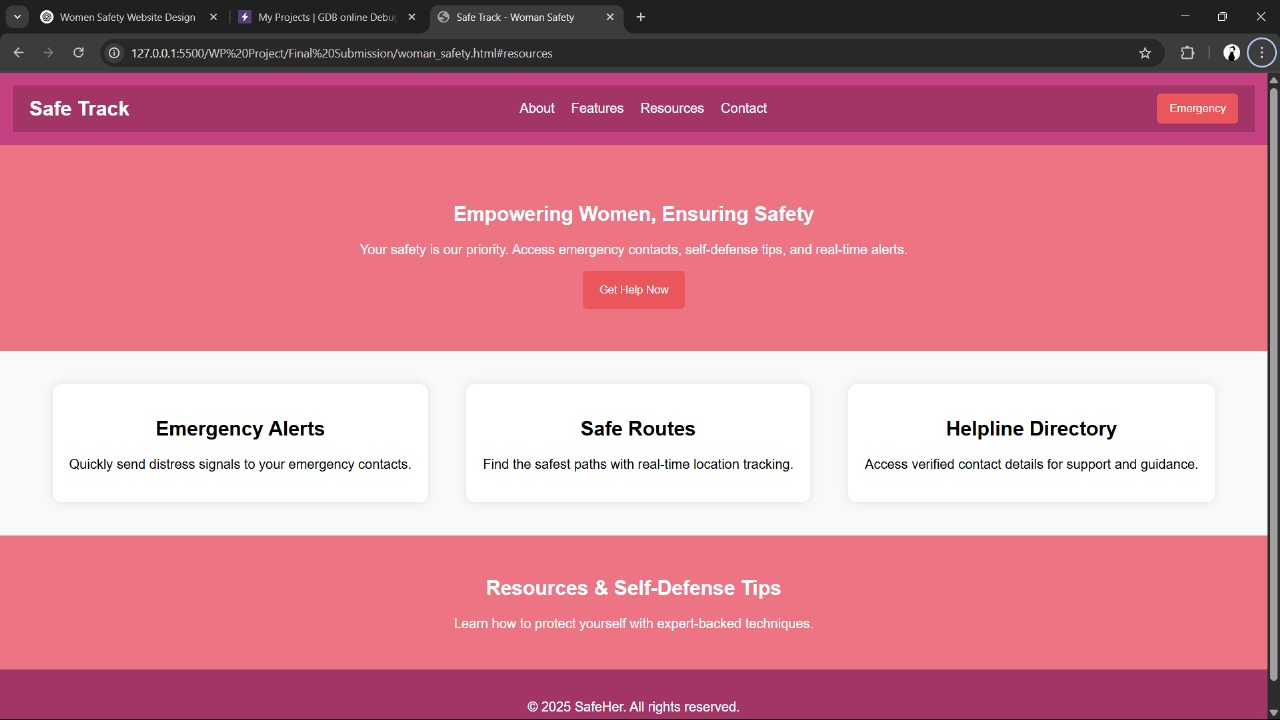 Women Safety Website Design
My Projects | GDB online Debug
Safe Track - Woman Safety
127.0.0.1:5500/WP%20Project/Final%20Submission/woman_safety.html#resources
Safe Track
About Features Resources Contact
Emergency
Empowering Women, Ensuring Safety
Your safety is our priority. Access emergency contacts, self-defense tips, and real-time alerts.
Get Help Now
Emergency Alerts
Quickly send distress signals to your emergency contacts.
Safe Routes
Find the safest paths with real-time location tracking.
Helpline Directory
Access verified contact details for support and guidance.
Resources & Self-Defense Tips
Learn how to protect yourself with expert-backed techniques.
© 2025 SafeHer. All rights reserved.